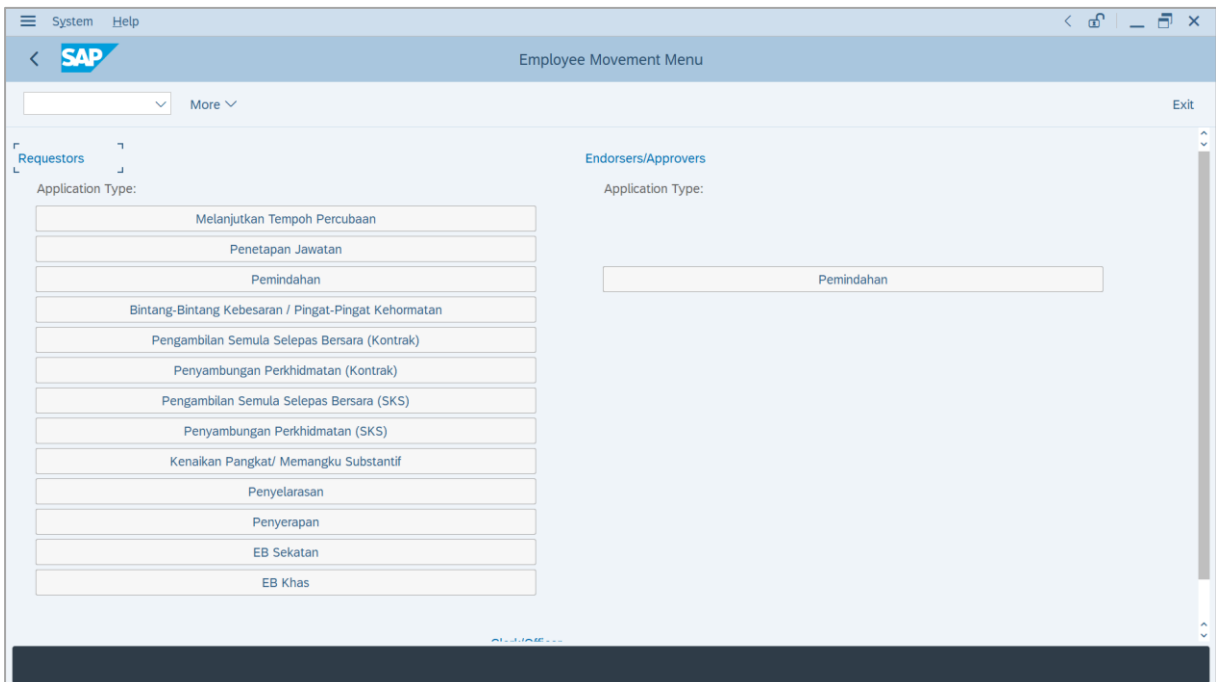 System Help
SAP
Employee Movement Menu
More
Exit
Requestors
Endorsers/Approvers
Application Type:
Application Type:
Melanjutkan Tempoh Percubaan
Penetapan Jawatan
Pemindahan
Pemindahan
Bintang-Bintang Kebesaran / Pingat-Pingat Kehormatan
Pengambilan Semula Selepas Bersara (Kontrak)
Penyambungan Perkhidmatan (Kontrak)
Pengambilan Semula Selepas Bersara (SKS)
Penyambungan Perkhidmatan (SKS)
Kenaikan Pangkat/ Memangku Substantif
Penyelarasan
Penyerapan
EB Sekatan
EB Khas